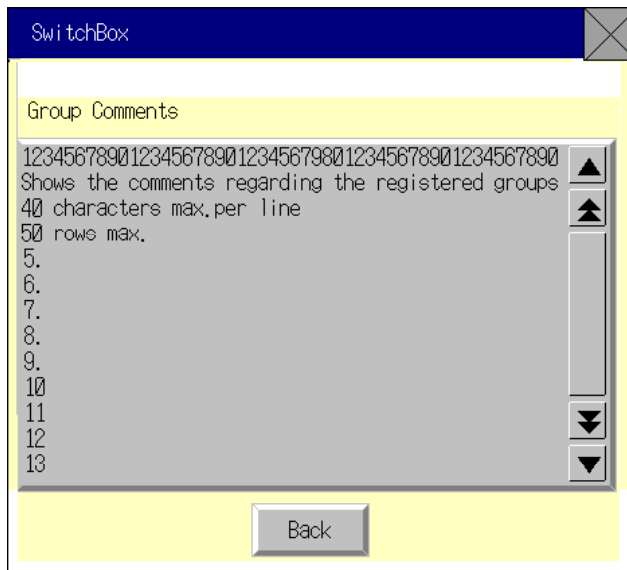 SwitchBox
Group Comments
12345678901234567890123456798012345678901234567890
Shows the comments regarding the registered groups
40 characters max.per line
50 rows max.
5.
6.
7.
8.
9.
10
11
12
13
Back